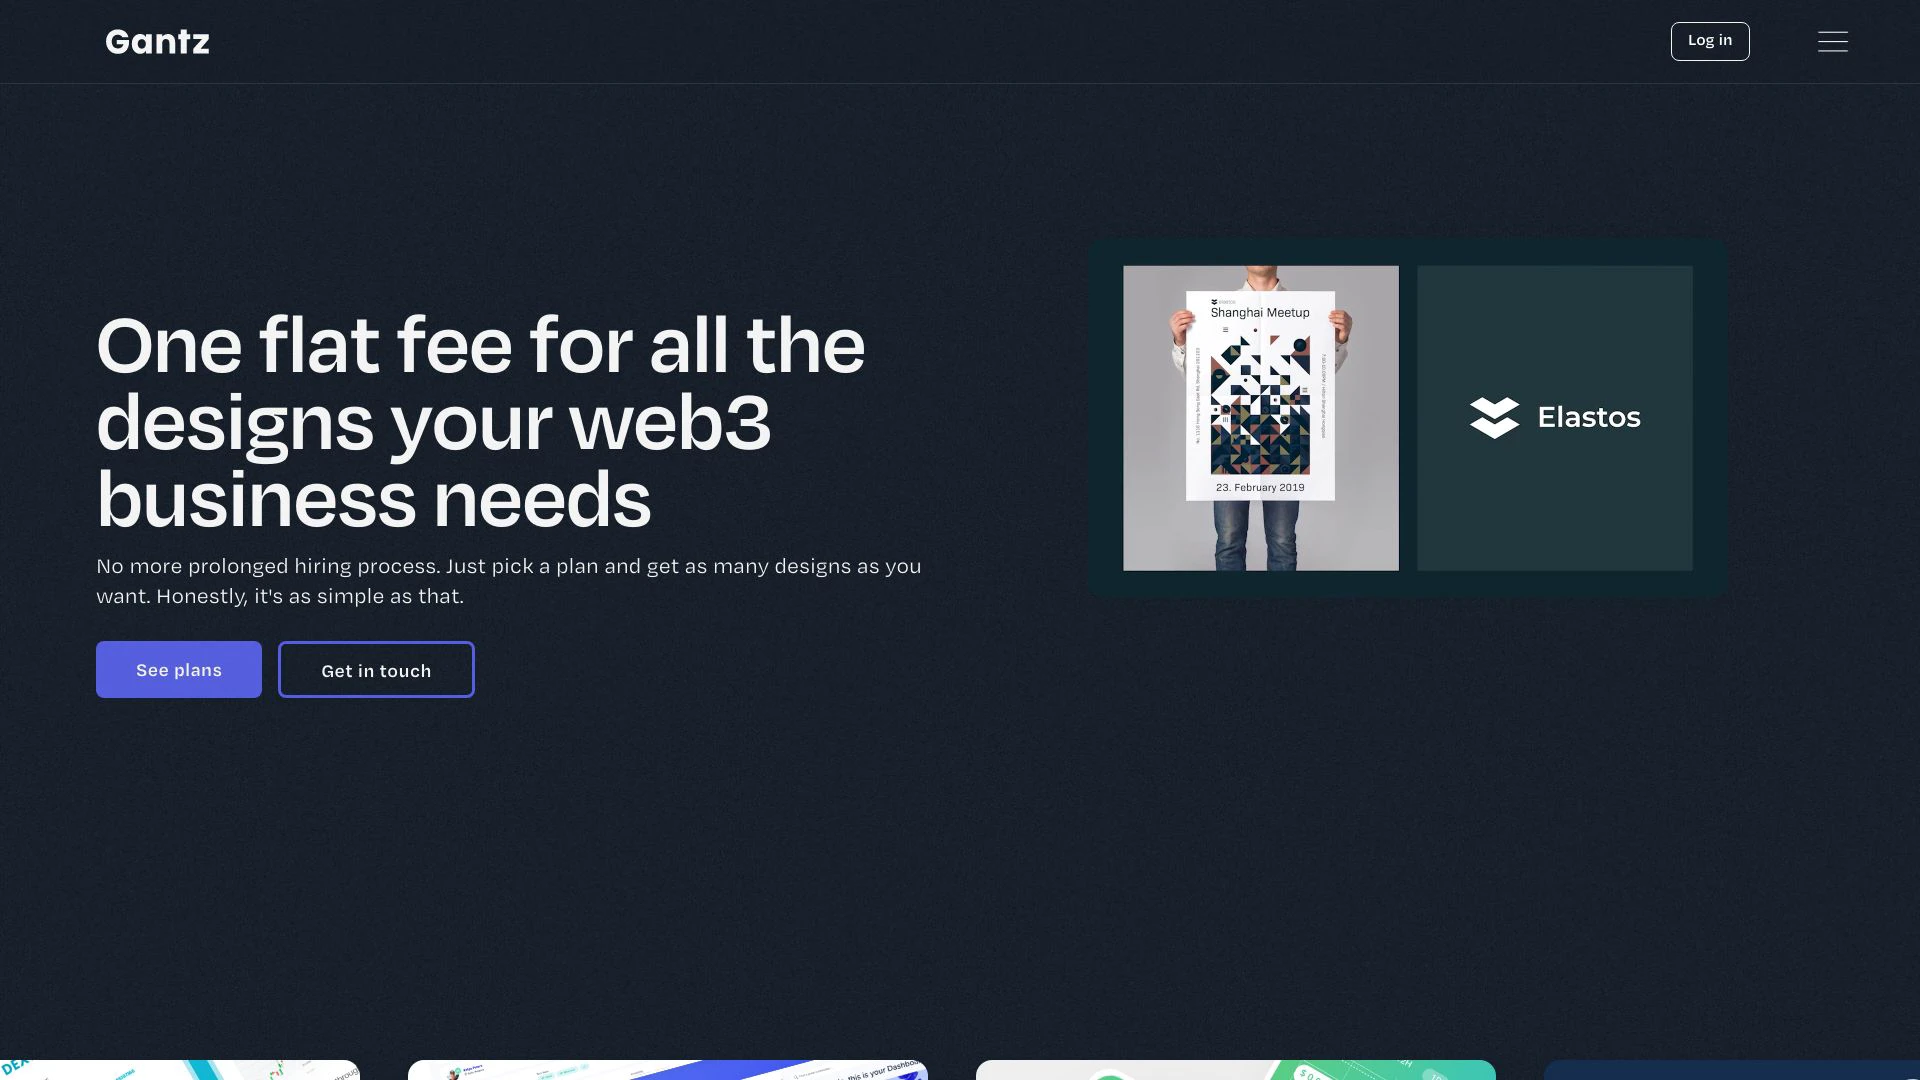 Gantz
Log in
One flat fee for all the
designs your web3
business needs
No more prolonged hiring process. Just pick a plan and get as many designs as you
want. Honestly, it's as simple as that.
See plans
Get in touch
Shanghai Meetup
23. February 2019
Elastos